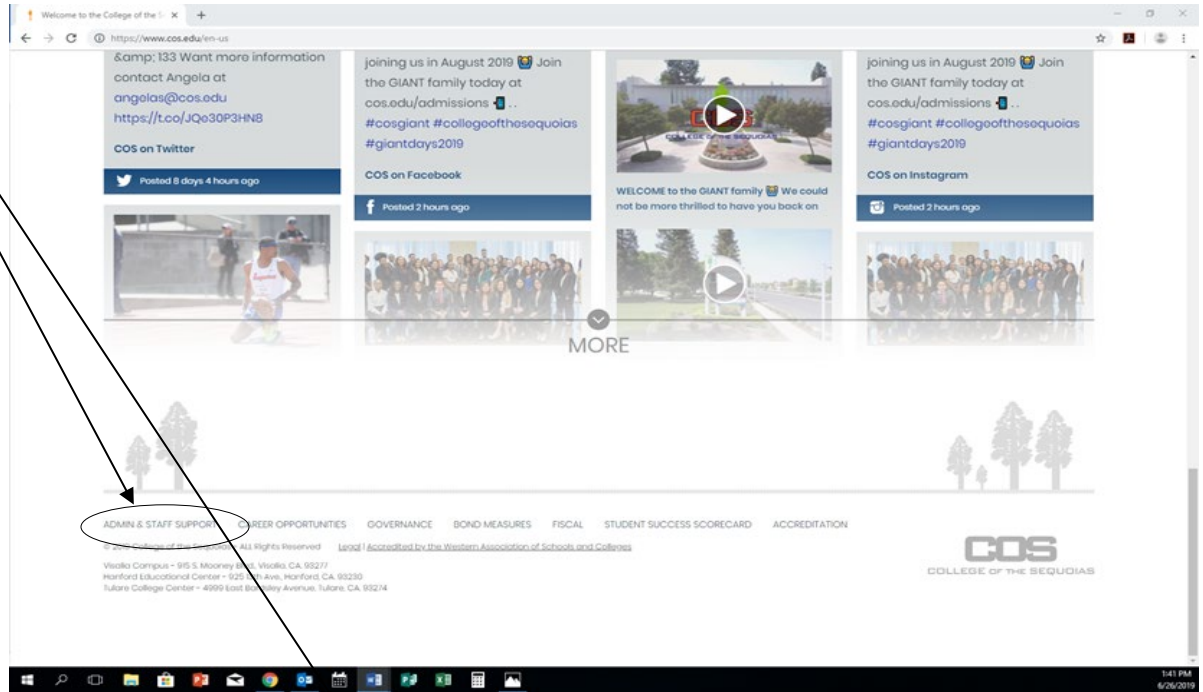 Welcome to the College of the S
https://www.cos.edu/en-us
&amp; 133 Want more information
contact Angela at
angelas@cos.edu
https://t.co/JQe30P3HN8
COS on Twitter
Posted 8 days 4 hours ago
joining us in August 2019 🙌 Join
the GIANT family today at
cos.edu/admissions 📲 ..
#cosgiant #collegeofthesequoias
#giantdays2019
COS on Facebook
Posted 2 hours ago
COLLEGE OF THE SEQUOIAS
WELCOME to the GIANT family 🙌 We could
not be more thrilled to have you back on
joining us in August 2019 🙌 Join
the GIANT family today at
cos.edu/admissions 📲 ..
#cosgiant #collegeofthesequoias
#giantdays2019
COS on Instagram
Posted 2 hours ago
MORE
ADMIN & STAFF SUPPORT CAREER OPPORTUNITIES GOVERNANCE BOND MEASURES FISCAL STUDENT SUCCESS SCORECARD ACCREDITATION
© 2019 College of the Sequoias ALL Rights Reserved Legal | Accredited by the Western Association of Schools and Colleges
Visalia Campus - 915 S. Mooney Blvd, Visalia, CA. 93277
Hanford Educational Center - 925 13th Ave, Hanford, CA. 93230
Tulare College Center - 4999 East Bardsley Avenue, Tulare, CA. 93274
COS
COLLEGE OF THE SEQUOIAS
1:41 PM
6/26/2019